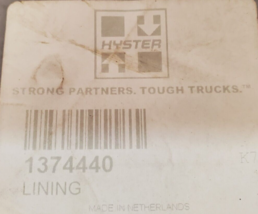 HYSTER
STRONG PARTNERS. TOUGH TRUCKS.™
1374440
LINING
MADE IN NETHERLANDS